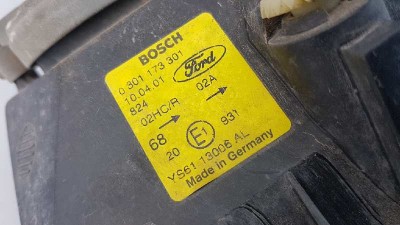 BOSCH
0 301 173 301
10.04.01
824
Ford
02HC/R
02A
68
20
E1
931
YS61 13006 AL
Made in Germany